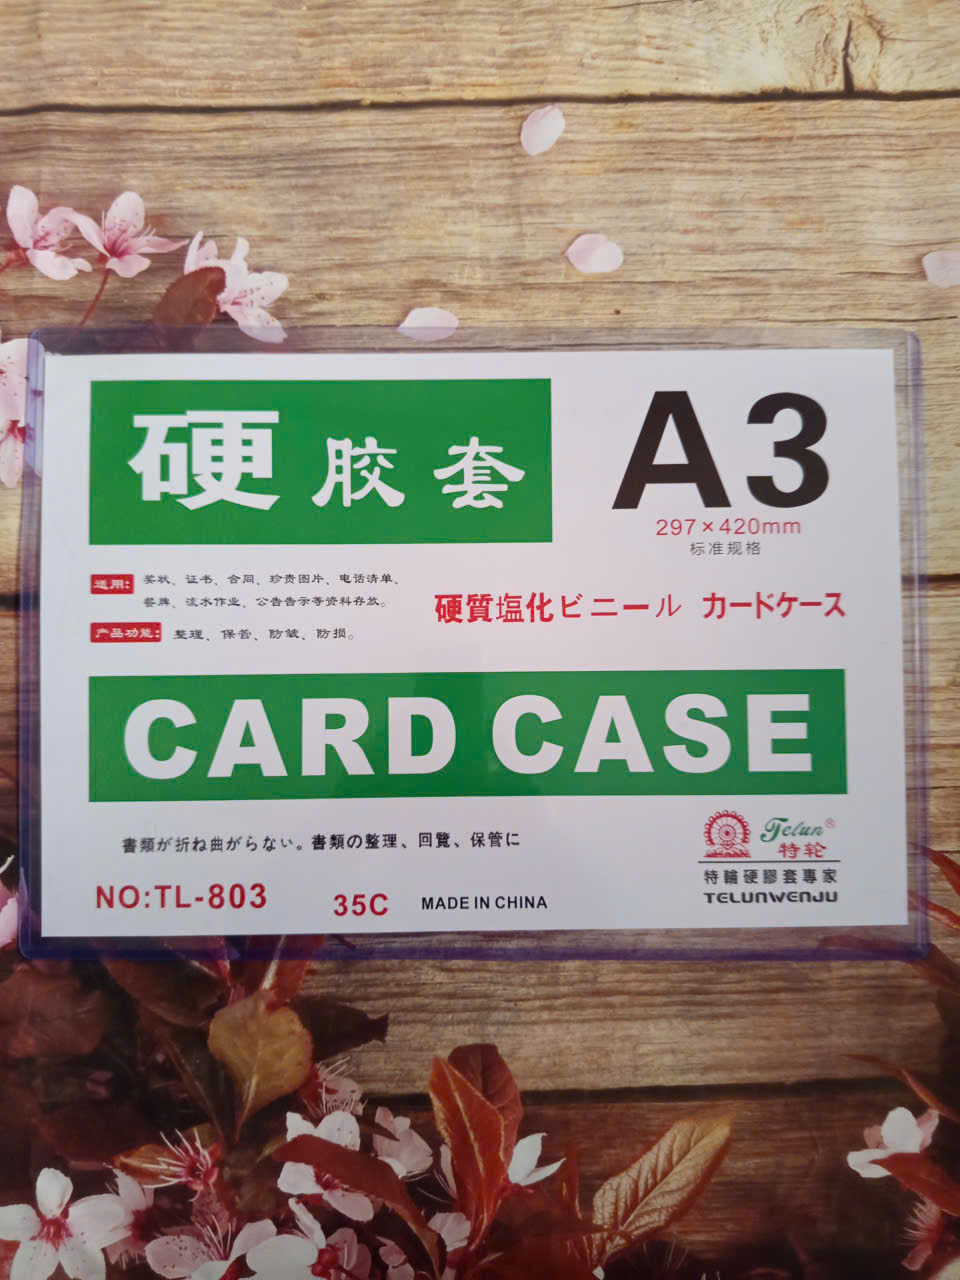 硬胶套
A3
297×420mm
标准规格
适用: 奖状、证书、合同、珍贵图片、电话清单、
餐牌、流水作业、公告告示等资料存放。
产品功能: 整理、保管、防皱、防损。
硬質塩化ビニール カードケース
CARD CASE
書類が折ね曲がらない。書類の整理、回覽、保管に
NO:TL-803
35C
MADE IN CHINA
Telun®
特轮
特輪硬膠套專家
TELUNWENJU